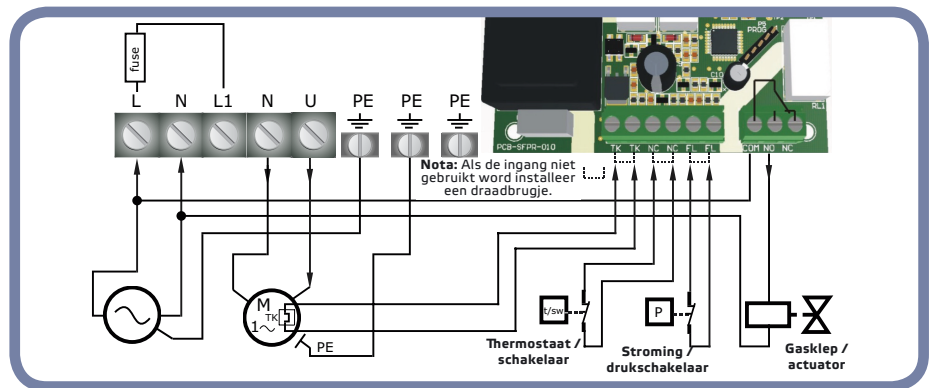 fuse
L N L1 N U PE PE PE
P3
PROG
C10
RL1
PCB-SFPR-010
TK TK NC NC FL FL COM NO NC
Nota: Als de ingang niet
gebruikt word installeer
een draadbrugje.
M
TK
1~
PE
t/sw
P
Thermostaat /
schakelaar
Stroming /
drukschakelaar
Gasklep /
actuator